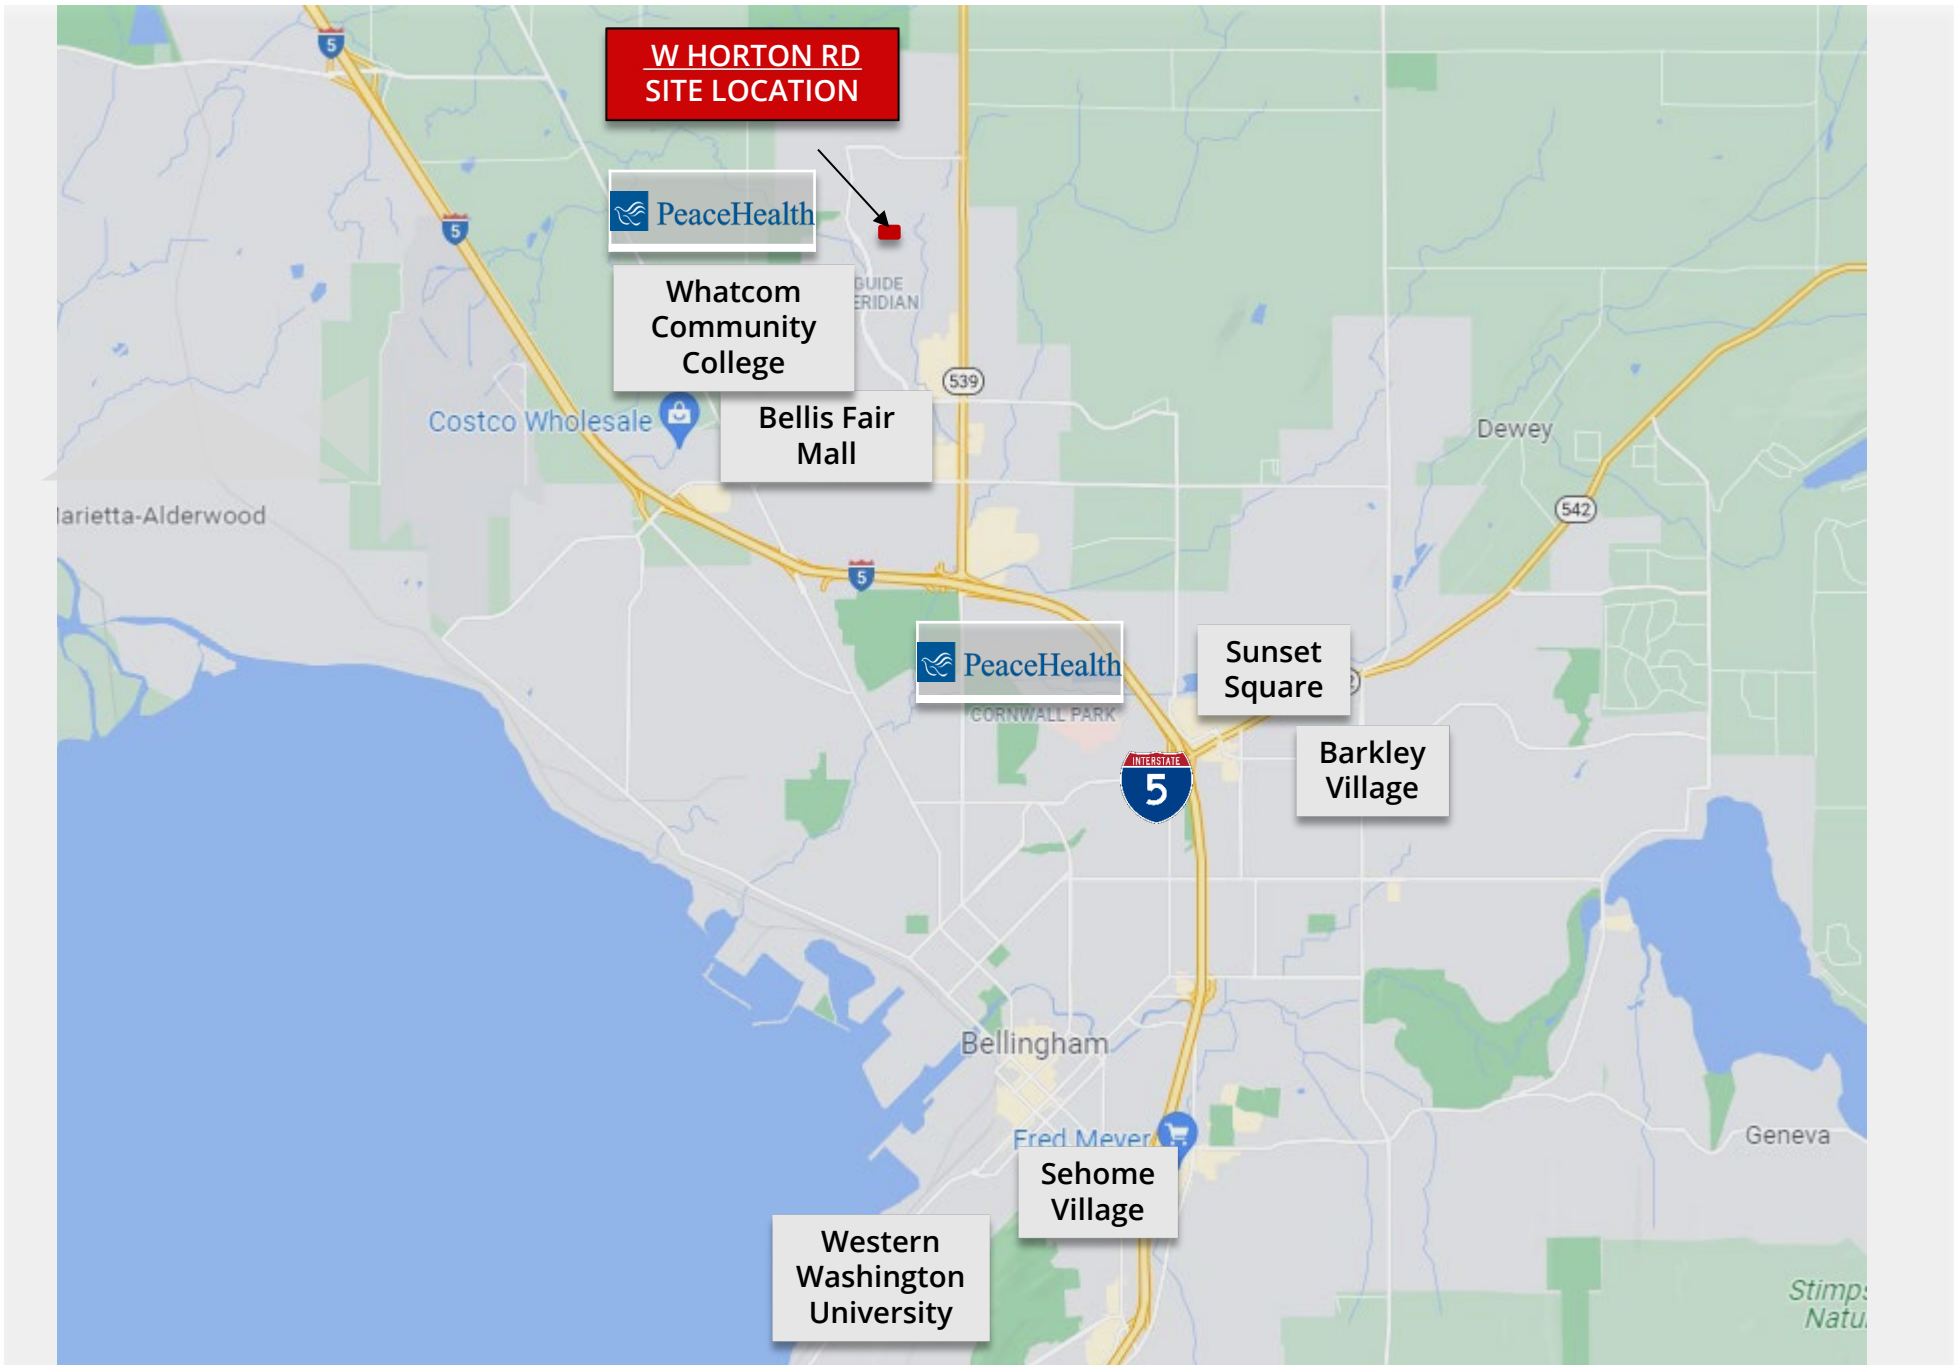 5
W HORTON RD
SITE LOCATION
PeaceHealth
5
Whatcom
Community
College
GUIDE
ERIDIAN
539
Costco Wholesale
Bellis Fair
Mall
Dewey
542
arietta-Alderwood
5
PeaceHealth
CORNWALL PARK
Sunset
Square
2
Barkley
Village
INTERSTATE
5
Bellingham
Fred Meyer
Geneva
Sehome
Village
Western
Washington
University
Stimps
Natu